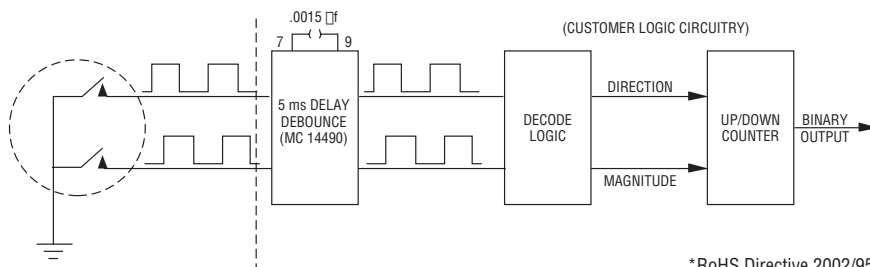 .0015 □f
7 9
(CUSTOMER LOGIC CIRCUITRY)
5 ms DELAY
DEBOUNCE
(MC 14490)
DECODE
LOGIC
DIRECTION
MAGNITUDE
UP/DOWN
COUNTER
BINARY
OUTPUT
*RoHS Directive 2002/95